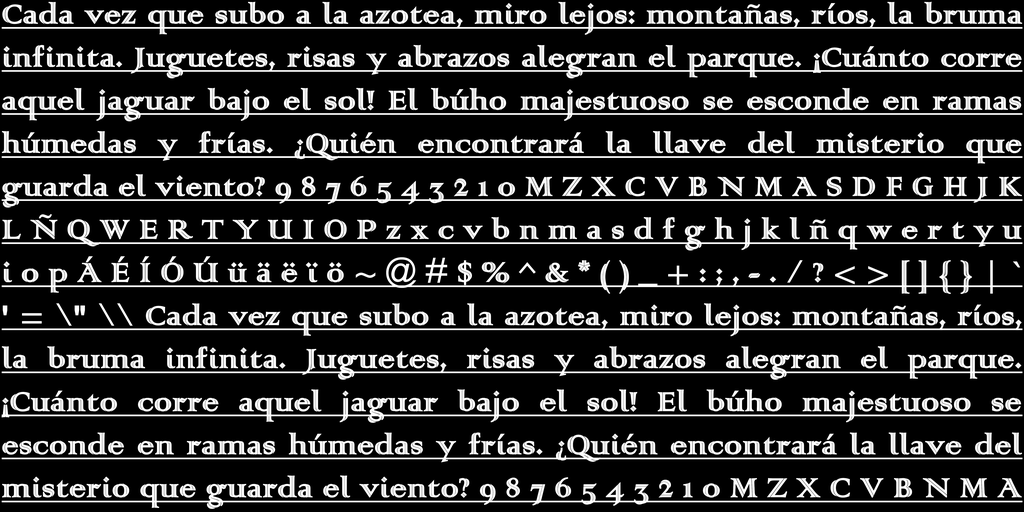 Cada vez que subo a la azotea, miro lejos: montañas, ríos, la bruma
infinita. Juguetes, risas y abrazos alegran el parque. ¡Cuánto corre
aquel jaguar bajo el sol! El búho majestuoso se esconde en ramas
húmedas y frías. ¿Quién encontrará la llave del misterio que
guarda el viento? 9 8 7 6 5 4 3 2 1 0 M Z X C V B N M A S D F G H J K
L Ñ Q W E R T Y U I O P z x c v b n m a s d f g h j k l ñ q w e r t y u
i o p Á É Í Ó Ú ü ä ë ï ö ~ @ # $ % ^ & * ( ) _ + : ; , - . / ? < > [ ] { } | `
' = \" \\ Cada vez que subo a la azotea, miro lejos: montañas, ríos,
la bruma infinita. Juguetes, risas y abrazos alegran el parque.
¡Cuánto corre aquel jaguar bajo el sol! El búho majestuoso se
esconde en ramas húmedas y frías. ¿Quién encontrará la llave del
misterio que guarda el viento? 9 8 7 6 5 4 3 2 1 0 M Z X C V B N M A